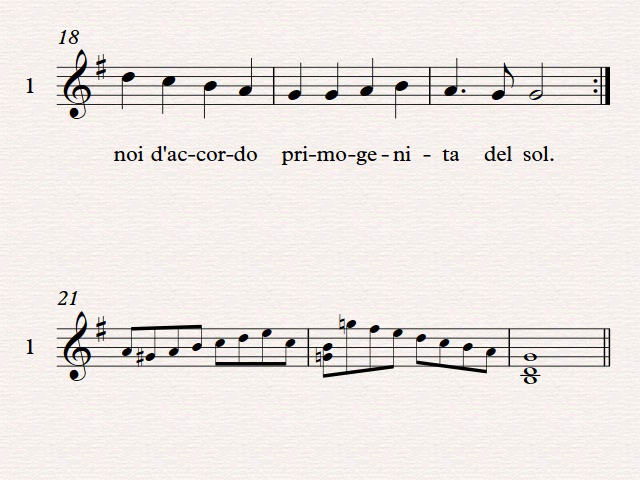 18
1
noi d'ac-cor-do pri-mo-ge-ni - ta del sol.
21
1